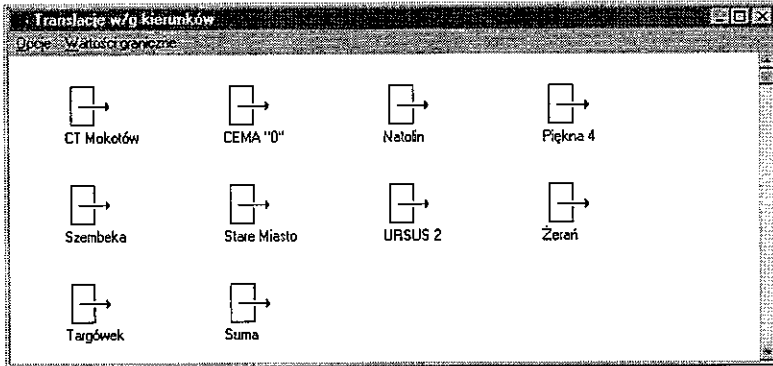 Translacje w/g kierunków
Opcje Wartości graniczne
CT Mokotów CEMA "0" Natolin Piękna 4
Szembeka Stare Miasto URSUS 2 Żerań
Targówek Suma